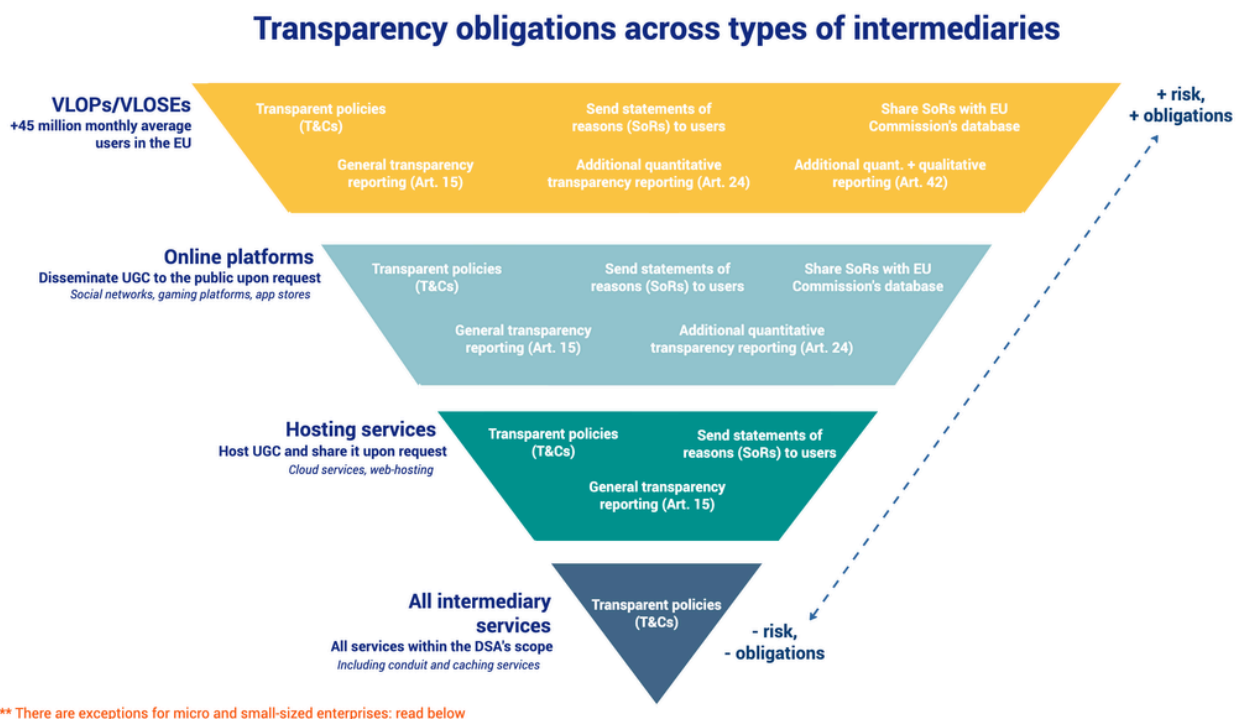 Transparency obligations across types of intermediaries
VLOPs/VLOSEs
+45 million monthly average
users in the EU
Transparent policies
(T&Cs)
Send statements of
reasons (SoRs) to users
Share SoRs with EU
Commission's database
General transparency
reporting (Art. 15)
Additional quantitative
transparency reporting (Art. 24)
Additional quant. + qualitative
reporting (Art. 42)
+ risk,
+ obligations
Online platforms
Disseminate UGC to the public upon request
Social networks, gaming platforms, app stores
Transparent policies
(T&Cs)
Send statements of
reasons (SoRs) to users
Share SoRs with EU
Commission's database
General transparency
reporting (Art. 15)
Additional quantitative
transparency reporting (Art. 24)
Hosting services
Host UGC and share it upon request
Cloud services, web-hosting
Transparent policies
(T&Cs)
Send statements of
reasons (SoRs) to users
General transparency
reporting (Art. 15)
All intermediary
services
All services within the DSA's scope
Including conduit and caching services
Transparent policies
(T&Cs)
- risk,
- obligations
** There are exceptions for micro and small-sized enterprises: read below